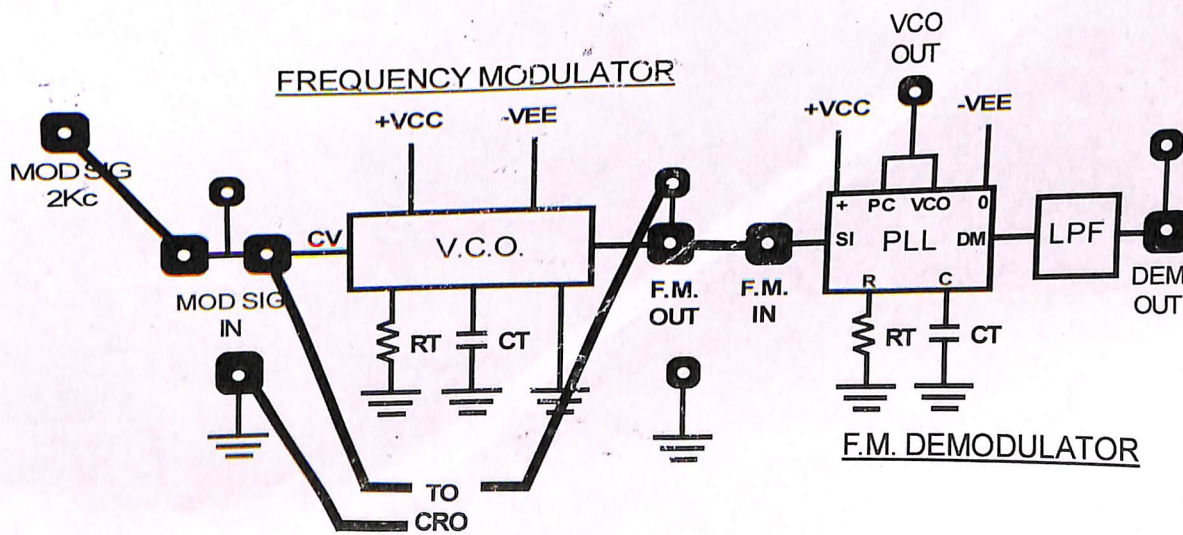 FREQUENCY MODULATOR
VCO
OUT
+VCC
-VEE
+VCC
-VEE
MOD SIG
2Kc
CV
V.C.O.
+ PC VCO 0
SI PLL DM
R C
LPF
MOD SIG
IN
RT
CT
F.M.
OUT
F.M.
IN
RT
CT
DEM
OUT
F.M. DEMODULATOR
TO
CRO